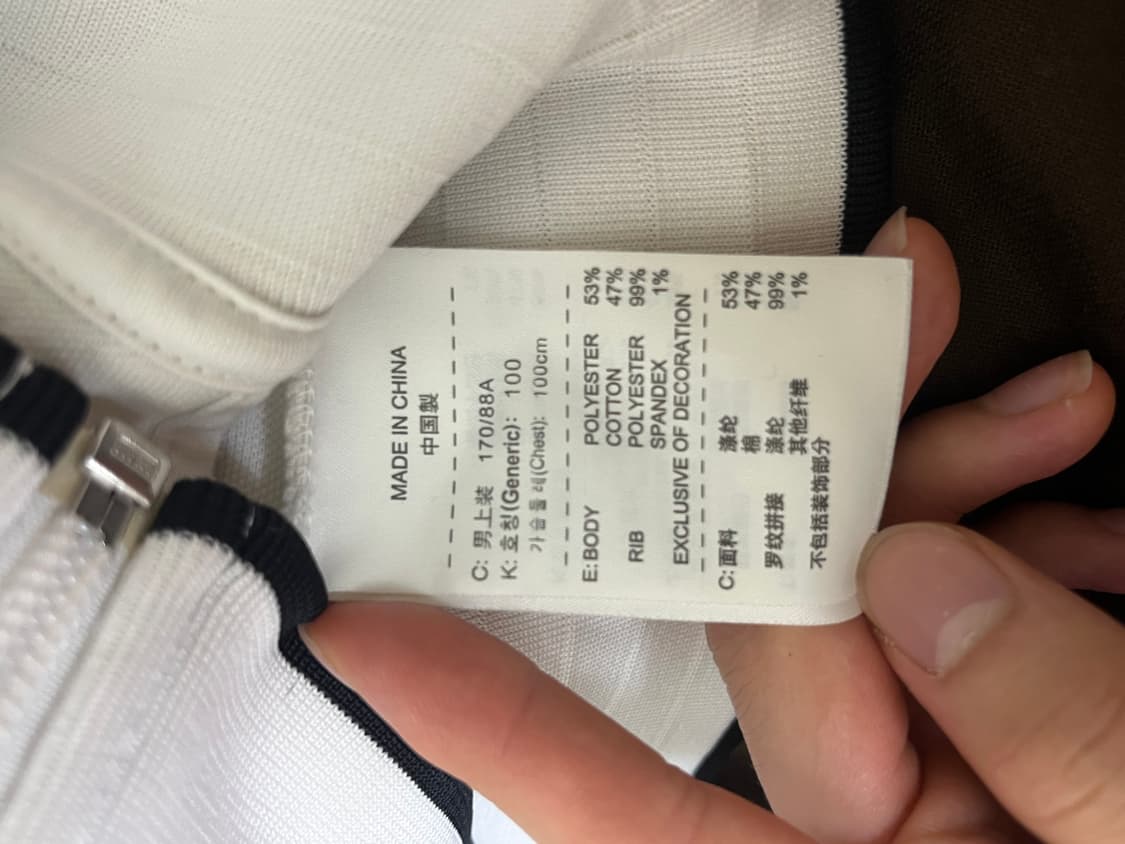 MADE IN CHINA
中国製
C: 男上装 170/88A
K: 호칭(Generic): 100
가슴둘레(Chest): 100cm
E: BODY POLYESTER 53%
COTTON 47%
RIB POLYESTER 99%
SPANDEX 1%
EXCLUSIVE OF DECORATION
C: 面料 涤纶 53%
棉 47%
罗纹拼接 涤纶 99%
其他纤维 1%
不包括装饰部分